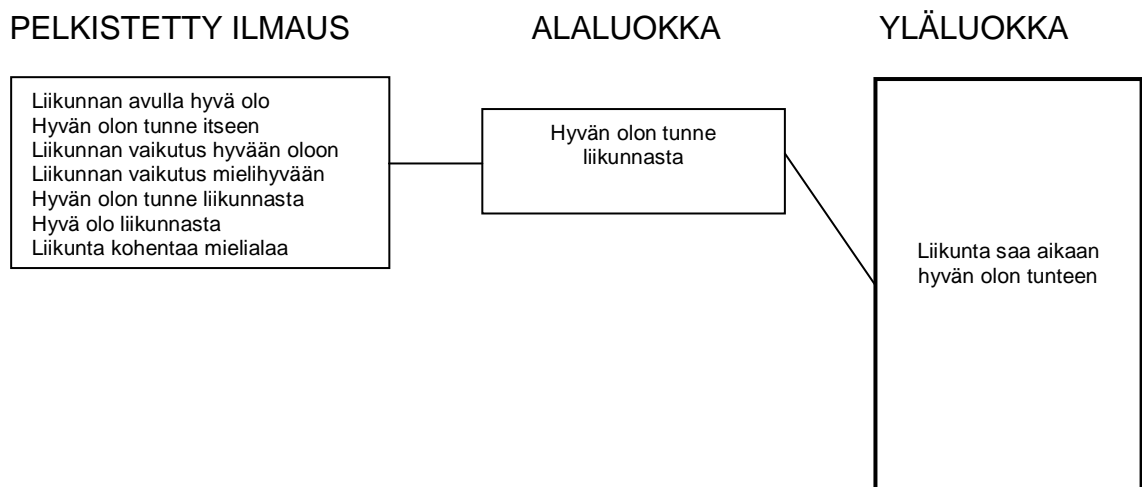 PELKISTETTY ILMAUS
ALALUOKKA
YLÄLUOKKA
Liikunnan avulla hyvä olo
Hyvän olon tunne itseen
Liikunnan vaikutus hyvään oloon
Liikunnan vaikutus mielihyvään
Hyvän olon tunne liikunnasta
Hyvä olo liikunnasta
Liikunta kohentaa mielialaa
Hyvän olon tunne
liikunnasta
Liikunta saa aikaan
hyvän olon tunteen